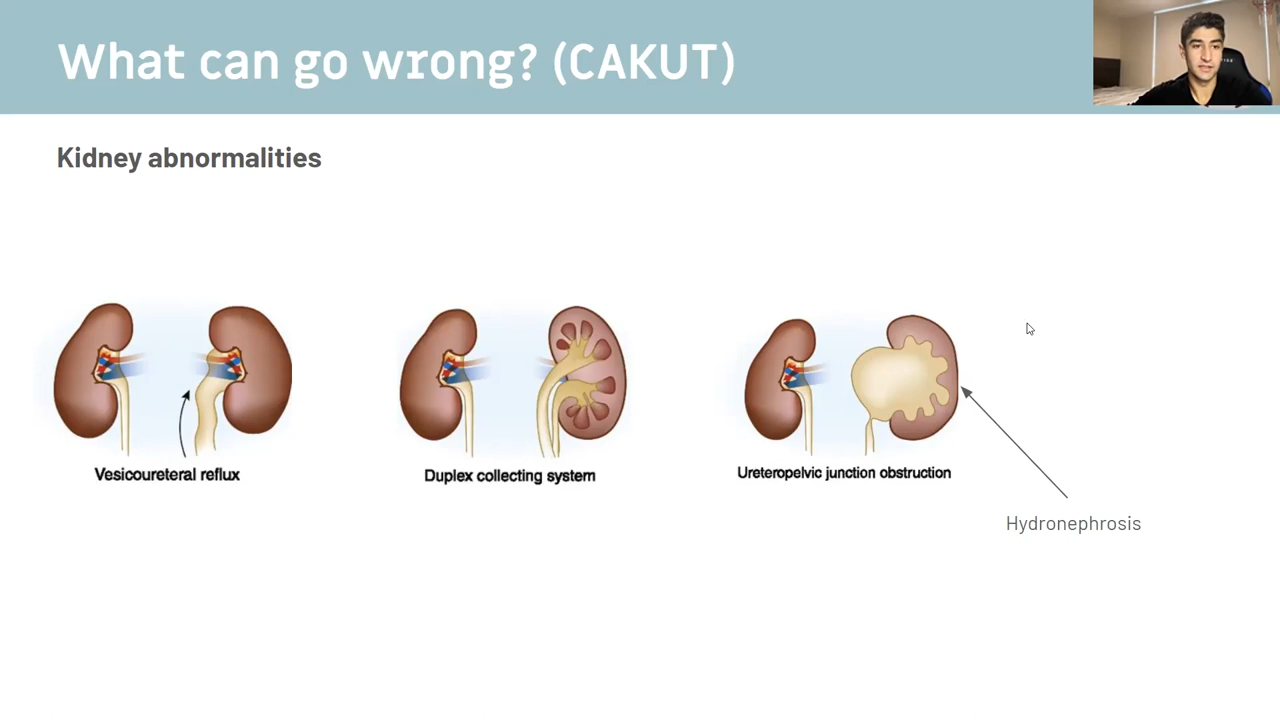 What can go wrong? (CAKUT)
Kidney abnormalities
Vesicoureteral reflux
Duplex collecting system
Ureteropelvic junction obstruction
Hydronephrosis